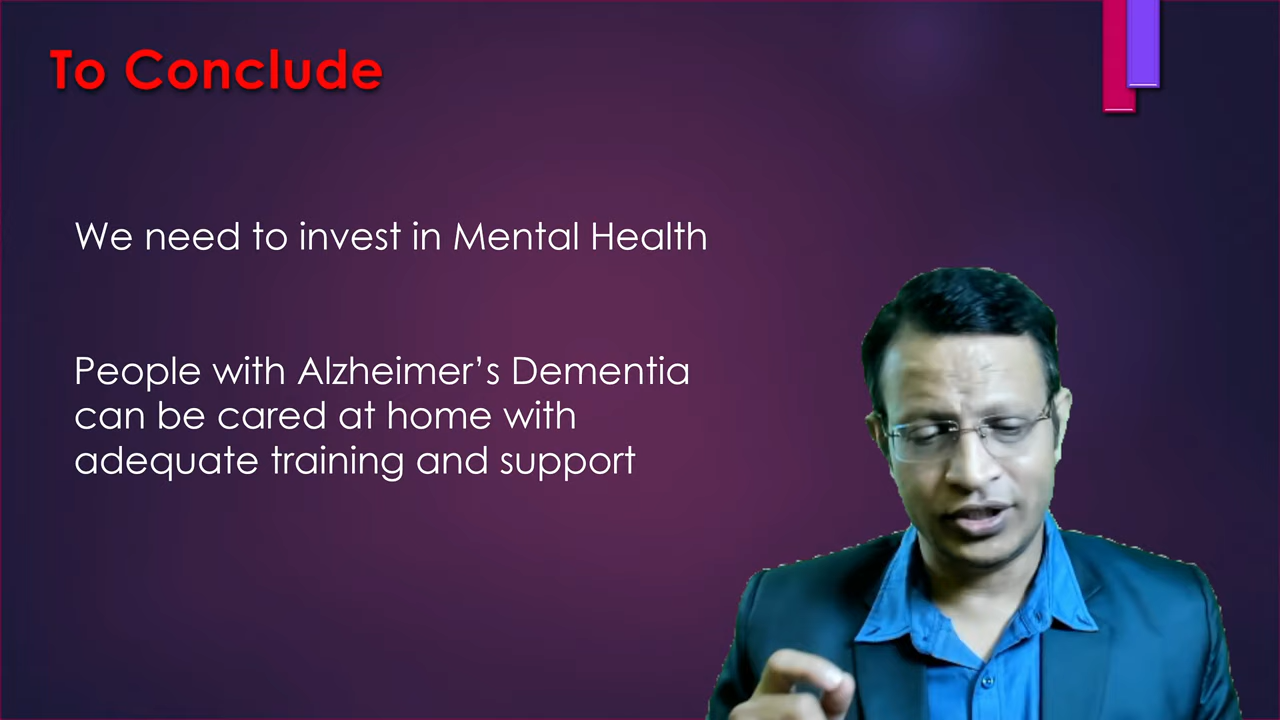 To Conclude
We need to invest in Mental Health
People with Alzheimer’s Dementia
can be cared at home with
adequate training and support